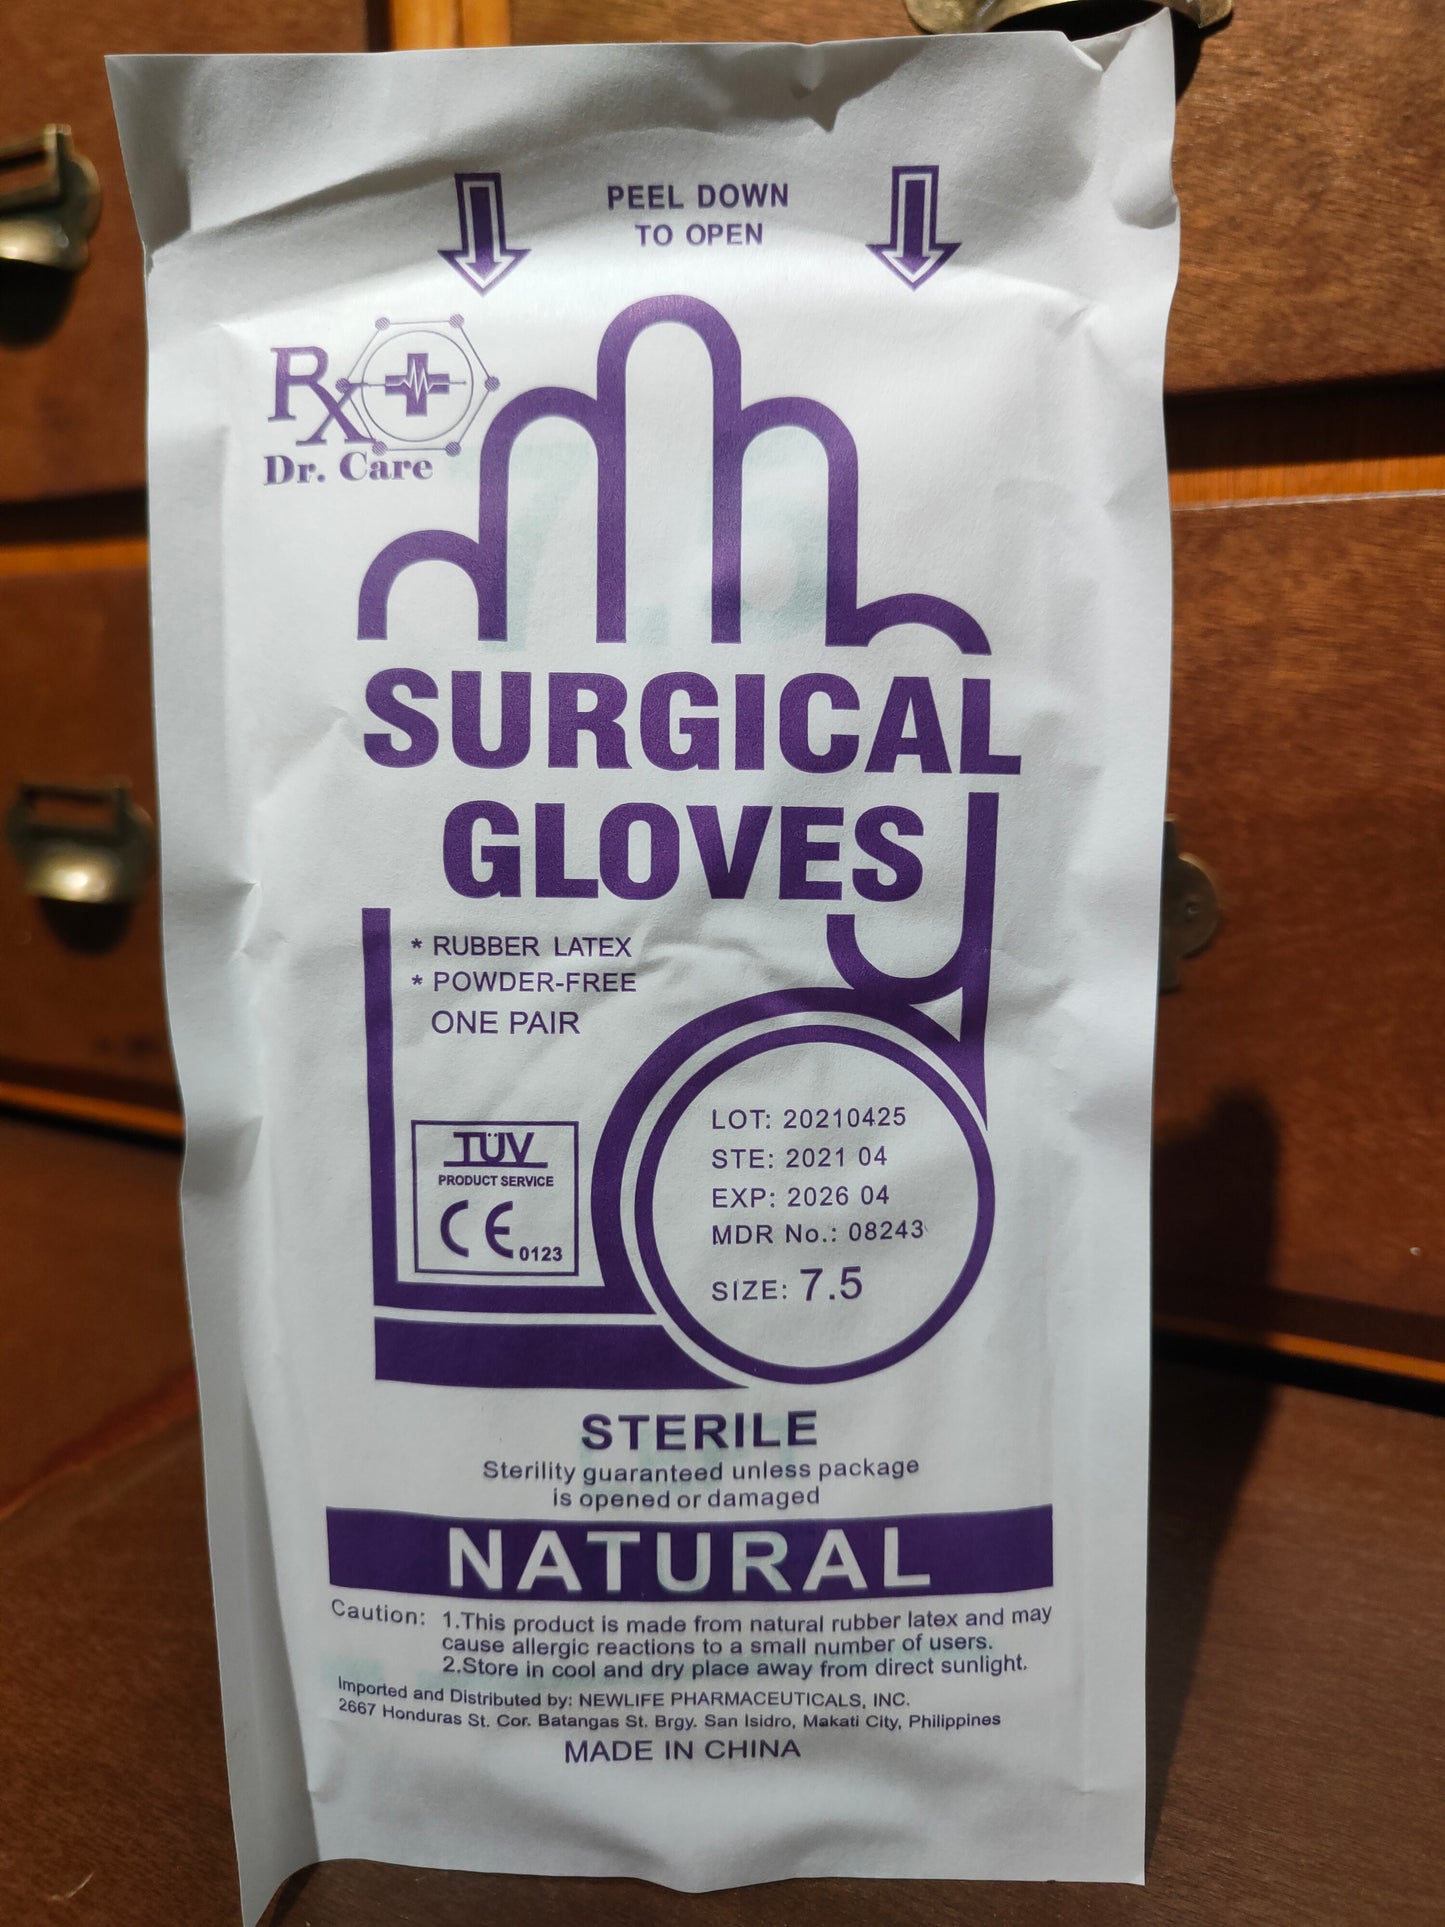 PEEL DOWN
TO OPEN
Rx
Dr. Care
SURGICAL
GLOVES
* RUBBER LATEX
* POWDER-FREE
ONE PAIR
TÜV
PRODUCT SERVICE
CE 0123
LOT: 20210425
STE: 2021 04
EXP: 2026 04
MDR No.: 08243
SIZE: 7.5
STERILE
Sterility guaranteed unless package
is opened or damaged
NATURAL
Caution: 1.This product is made from natural rubber latex and may
cause allergic reactions to a small number of users.
2.Store in cool and dry place away from direct sunlight.
Imported and Distributed by: NEWLIFE PHARMACEUTICALS, INC.
2667 Honduras St. Cor. Batangas St. Brgy. San Isidro, Makati City, Philippines
MADE IN CHINA